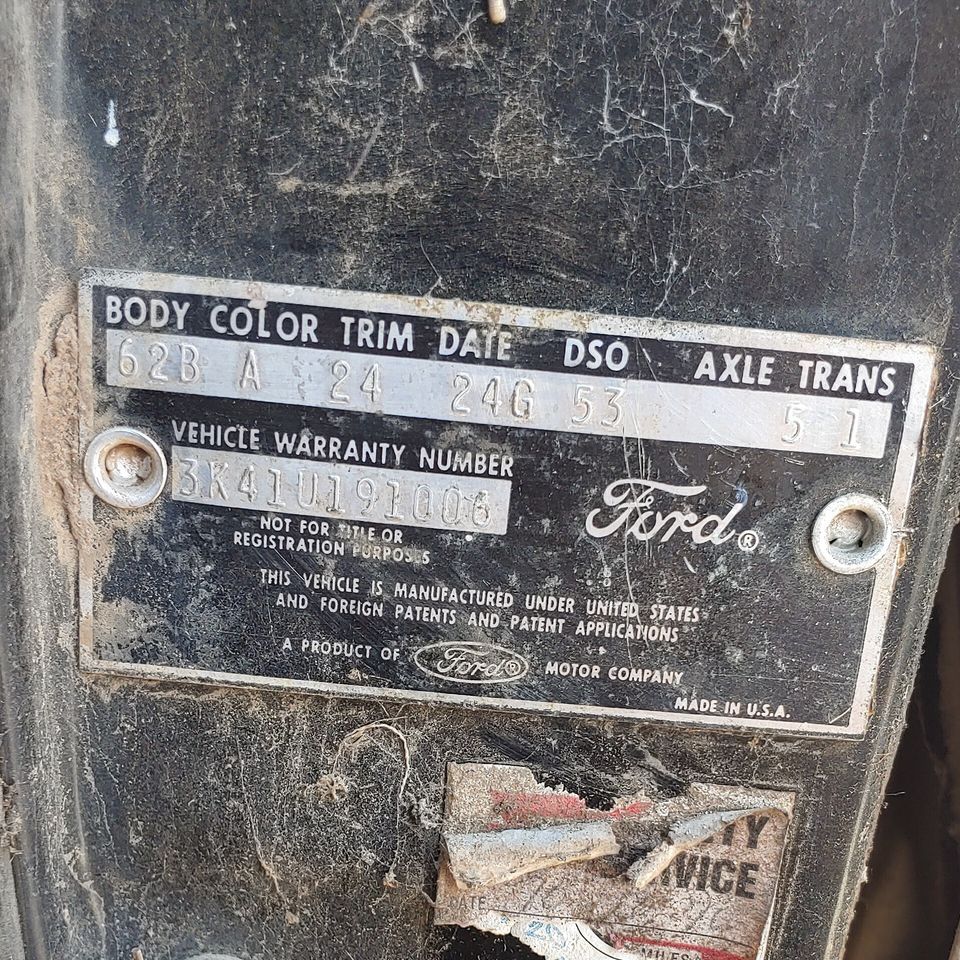 BODY COLOR TRIM DATE DSO AXLE TRANS
62B A 24 24G 53 5 1
VEHICLE WARRANTY NUMBER
3K41U191006
Ford®
NOT FOR TITLE OR
REGISTRATION PURPOSES
THIS VEHICLE IS MANUFACTURED UNDER UNITED STATES
AND FOREIGN PATENTS AND PATENT APPLICATIONS
A PRODUCT OF Ford® MOTOR COMPANY
MADE IN U.S.A.